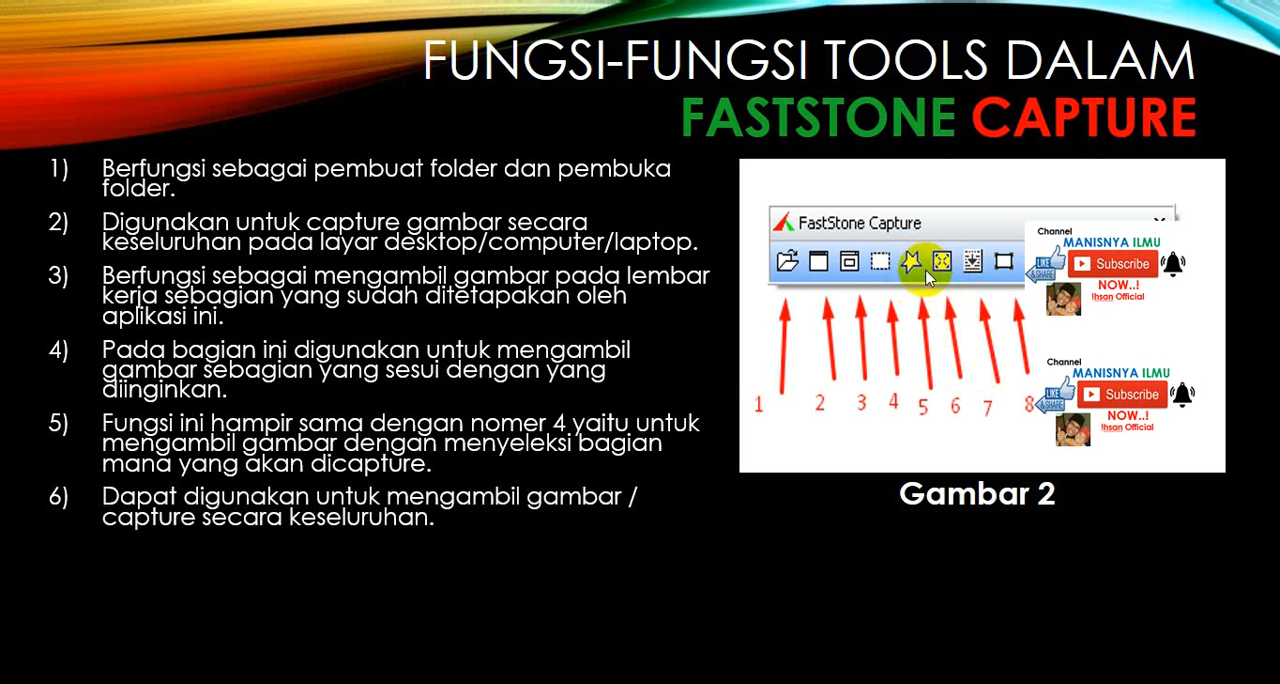 FUNGSI-FUNGSI TOOLS DALAM
FASTSTONE CAPTURE
1) Berfungsi sebagai pembuat folder dan pembuka
folder.
2) Digunakan untuk capture gambar secara
keseluruhan pada layar desktop/computer/laptop.
3) Berfungsi sebagai mengambil gambar pada lembar
kerja sebagian yang sudah ditetapakan oleh
aplikasi ini.
4) Pada bagian ini digunakan untuk mengambil
gambar sebagian yang sesui dengan yang
diinginkan.
5) Fungsi ini hampir sama dengan nomer 4 yaitu untuk
mengambil gambar dengan menyeleksi bagian
mana yang akan dicapture.
6) Dapat digunakan untuk mengambil gambar /
capture secara keseluruhan.
FastStone Capture
Channel
MANISNYA ILMU
LIKE
& SHARE
Subscribe
NOW..!
Ihsan Official
1 2 3 4 5 6 7 8
Channel
MANISNYA ILMU
LIKE
& SHARE
Subscribe
NOW..!
Ihsan Official
Gambar 2